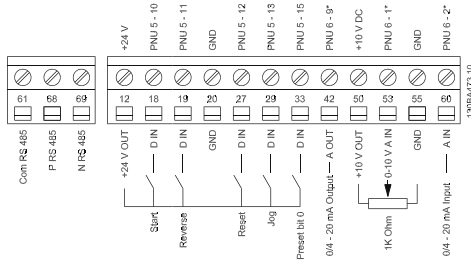 +24 V
PNU 5 - 10
PNU 5 - 11
GND
PNU 5 - 12
PNU 5 - 13
PNU 5 - 15
PNU 6 - 9*
+10 V DC
PNU 6 - 1*
GND
PNU 6 - 2*
61
68
69
12
18
19
20
27
29
33
42
50
53
55
60
Com RS 485
P RS 485
N RS 485
+24 V OUT
D IN
D IN
GND
D IN
D IN
D IN
A OUT
+10 V OUT
0-10 V A IN
GND
A IN
Start
Reverse
Reset
Jog
Preset bit 0
0/4 - 20 mA Output
1K Ohm
0/4 - 20 mA Input
130BA473.10